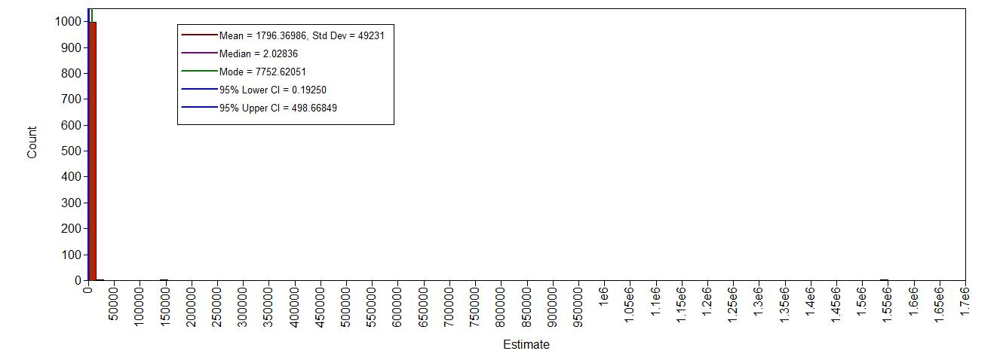 1000
900
800
700
600
500
400
300
200
100
0
Count
Mean = 1796.36986, Std Dev = 49231
Median = 2.02836
Mode = 7752.62051
95% Lower CI = 0.19250
95% Upper CI = 498.66849
0 50000 100000 150000 200000 250000 300000 350000 400000 450000 500000 550000 600000 650000 700000 750000 800000 850000 900000 950000 1e6 1.05e6 1.1e6 1.15e6 1.2e6 1.25e6 1.3e6 1.35e6 1.4e6 1.45e6 1.5e6 1.55e6 1.6e6 1.65e6 1.7e6
Estimate